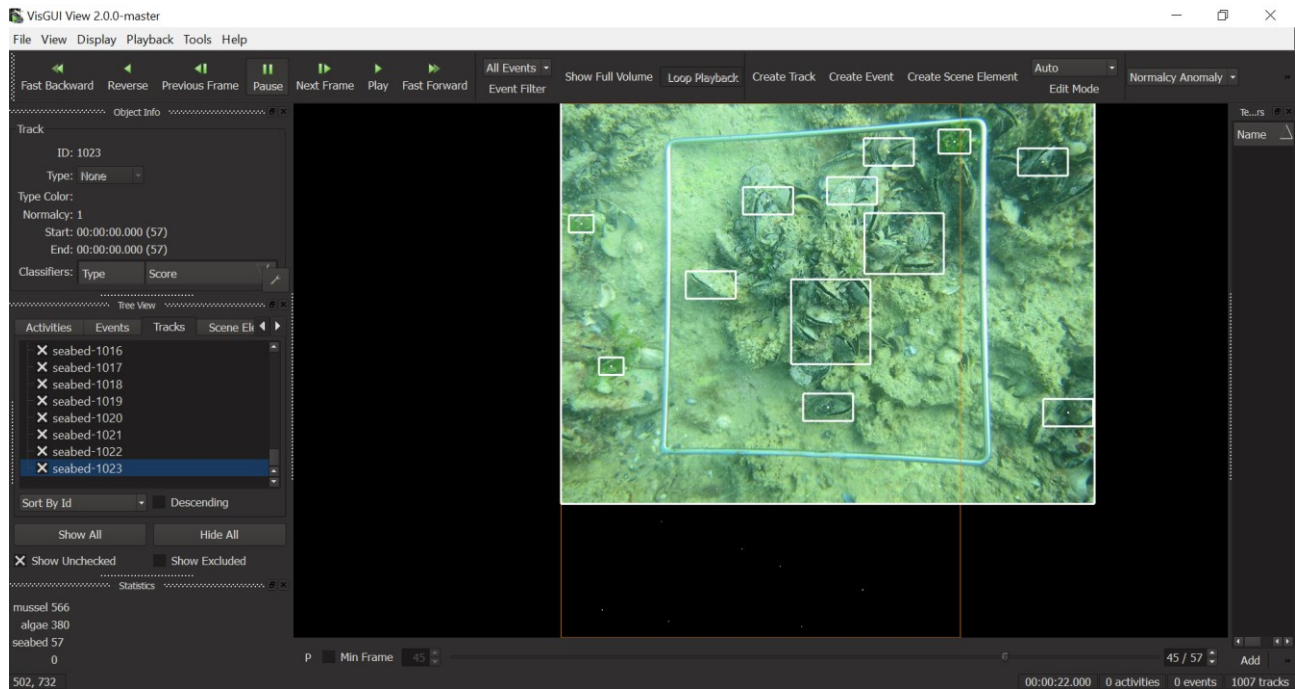 VisGUI View 2.0.0-master
File View Display Playback Tools Help
Fast Backward Reverse Previous Frame Pause Next Frame Play Fast Forward
All Events
Event Filter
Show Full Volume Loop Playback Create Track Create Event Create Scene Element
Auto
Edit Mode
Normalcy Anomaly
Object Info
Track
ID: 1023
Type: None
Type Color:
Normalcy: 1
Start: 00:00:00.000 (57)
End: 00:00:00.000 (57)
Classifiers: Type Score
Tree View
Activities Events Tracks Scene Ele
seabed-1016
seabed-1017
seabed-1018
seabed-1019
seabed-1020
seabed-1021
seabed-1022
seabed-1023
Sort By Id Descending
Show All Hide All
Show Unchecked Show Excluded
Statistics
mussel 566
algae 380
seabed 57
0
502, 732
P Min Frame 45
45 / 57
00:00:22.000 0 activities 0 events 1007 tracks
Te...rs
Name
Add